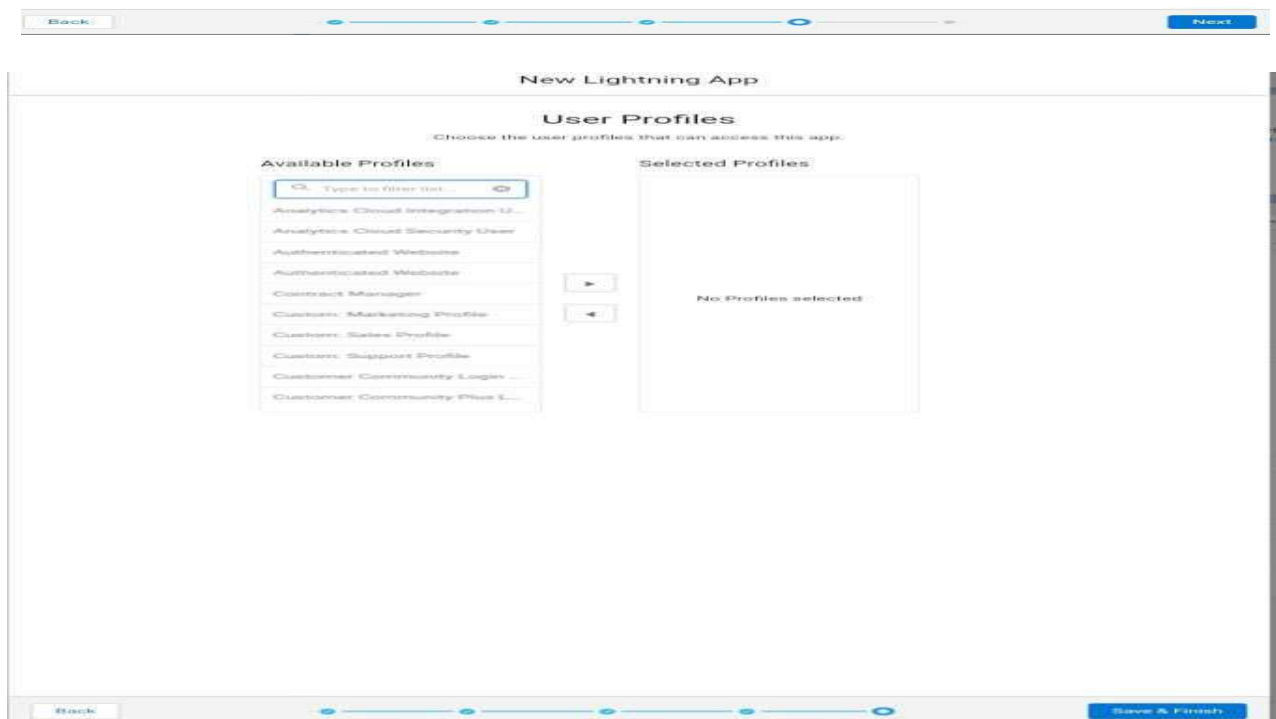 Back
Next
New Lightning App
User Profiles
Choose the user profiles that can access this app.
Available Profiles
Selected Profiles
Type to filter list...
Analytics Cloud Integration U...
Analytics Cloud Security User
Authenticated Website
Authenticated Website
Contract Manager
No Profiles selected
Custom: Marketing Profile
Custom: Sales Profile
Custom: Support Profile
Customer Community Login ...
Customer Community Plus L...
Back
Save & Finish